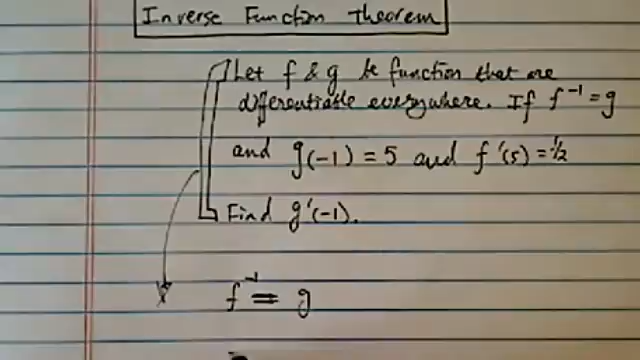 Inverse Function theorem
Let f & g be function that are
differentiable everywhere. If f⁻¹ = g
and g(-1) = 5 and f'(5) = 1/2
Find g'(-1).
f⁻¹ = g